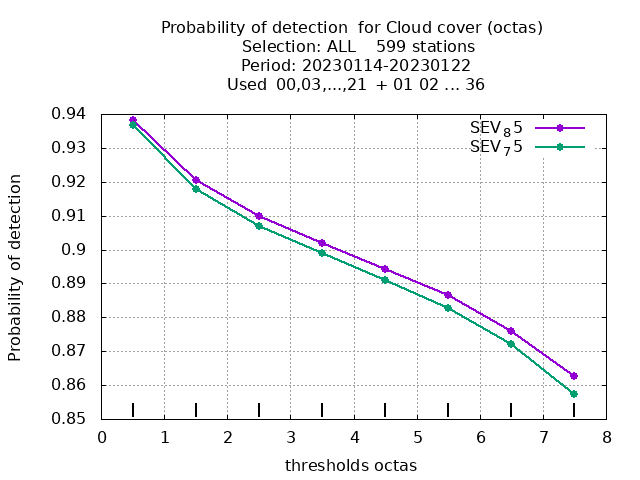 Probability of detection  for Cloud cover (octas)
Selection: ALL    599 stations
Period: 20230114-20230122
Used  00,03,...,21  + 01 02 ... 36
SEV₈5
SEV₇5
0.94
0.93
0.92
0.91
0.9
0.89
0.88
0.87
0.86
0.85
Probability of detection
0 1 2 3 4 5 6 7 8
thresholds octas